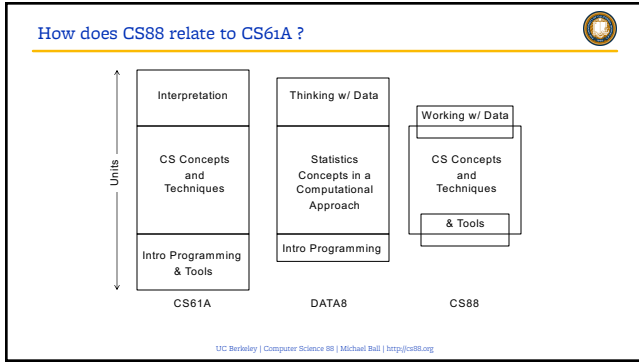 How does CS88 relate to CS61A ?
Units
Interpretation
CS Concepts
and
Techniques
Intro Programming
& Tools
CS61A
Thinking w/ Data
Statistics
Concepts in a
Computational
Approach
Intro Programming
DATA8
Working w/ Data
CS Concepts
and
Techniques
& Tools
CS88
UC Berkeley | Computer Science 88 | Michael Ball | http://cs88.org